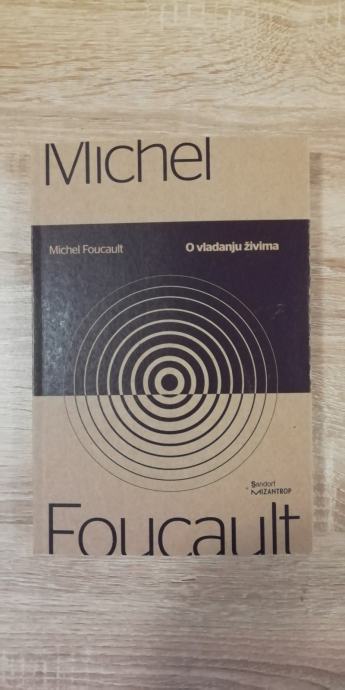 Michel
Michel Foucault
O vladanju živima
Sandorf
MIZANTROP
Foucault